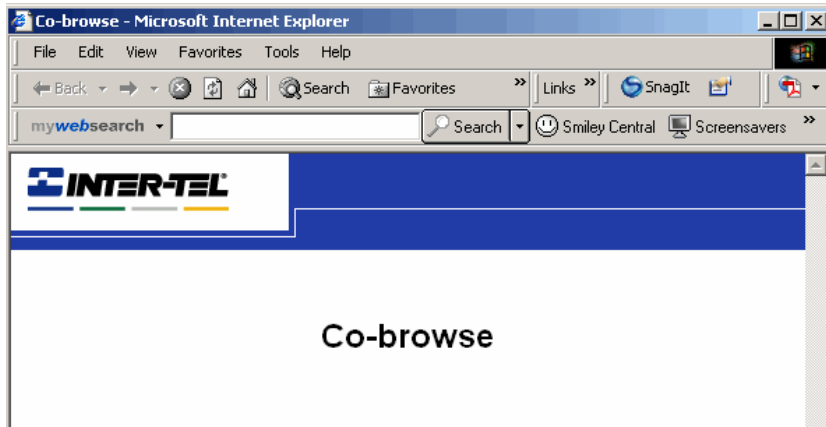 Co-browse - Microsoft Internet Explorer
File Edit View Favorites Tools Help
Back Search Favorites » Links » SnagIt
mywebsearch Search Smiley Central Screensavers »
INTER-TEL
Co-browse